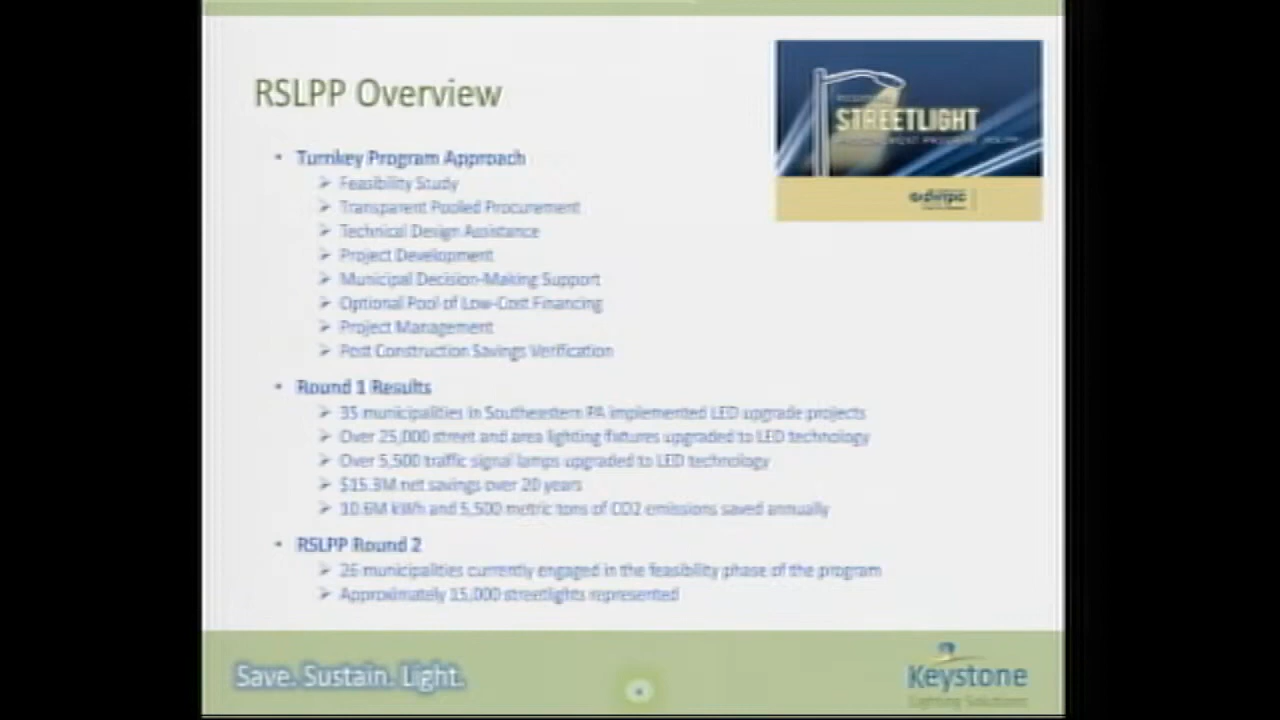 RSLPP Overview
STREETLIGHT
dvrpc
• Turnkey Program Approach
➢ Feasibility Study
➢ Transparent Pooled Procurement
➢ Technical Design Assistance
➢ Project Development
➢ Municipal Decision-Making Support
➢ Optional Pool of Low-Cost Financing
➢ Project Management
➢ Post Construction Savings Verification
• Round 1 Results
➢ 35 municipalities in Southeastern PA implemented LED upgrade projects
➢ Over 25,000 street and area lighting fixtures upgraded to LED technology
➢ Over 5,500 traffic signal lamps upgraded to LED technology
➢ $15.3M net savings over 20 years
➢ 10.6M kWh and 5,500 metric tons of CO2 emissions saved annually
• RSLPP Round 2
➢ 26 municipalities currently engaged in the feasibility phase of the program
➢ Approximately 15,000 streetlights represented
Save. Sustain. Light.
Keystone
Lighting Solutions